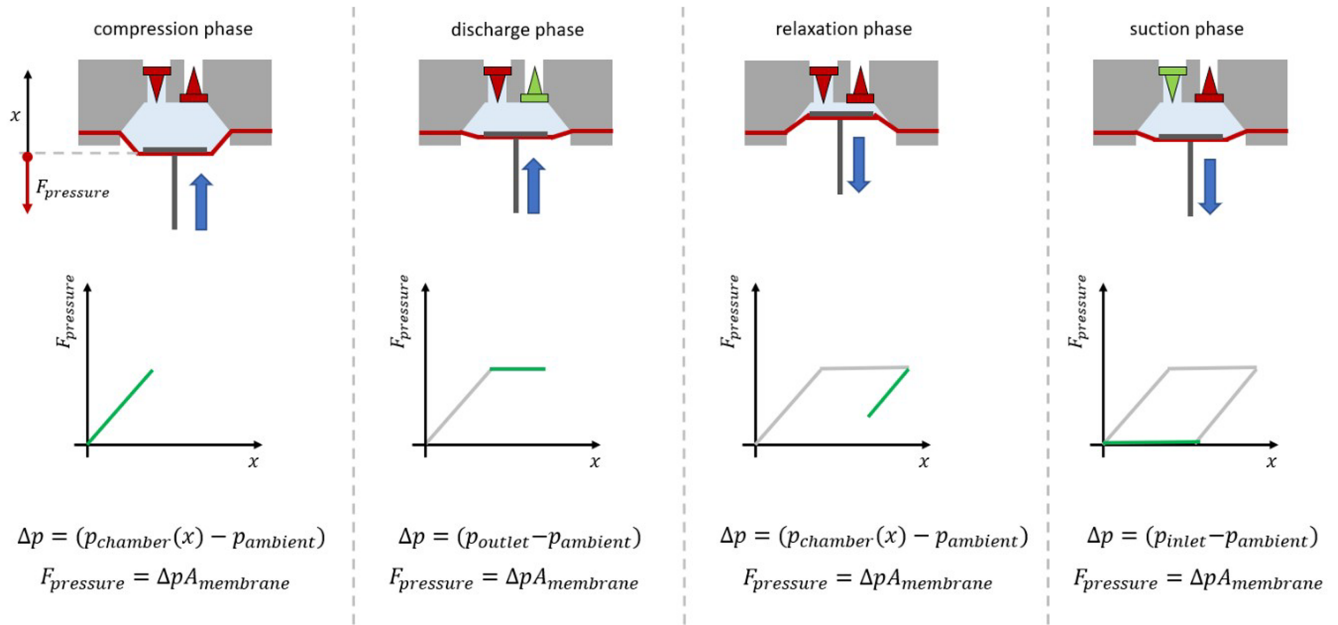 compression phase
discharge phase
relaxation phase
suction phase
x
F_pressure
F_pressure
x
F_pressure
x
F_pressure
x
F_pressure
x
Δp = (p_chamber(x) − p_ambient)
F_pressure = ΔpA_membrane
Δp = (p_outlet−p_ambient)
F_pressure = ΔpA_membrane
Δp = (p_chamber(x) − p_ambient)
F_pressure = ΔpA_membrane
Δp = (p_inlet−p_ambient)
F_pressure = ΔpA_membrane